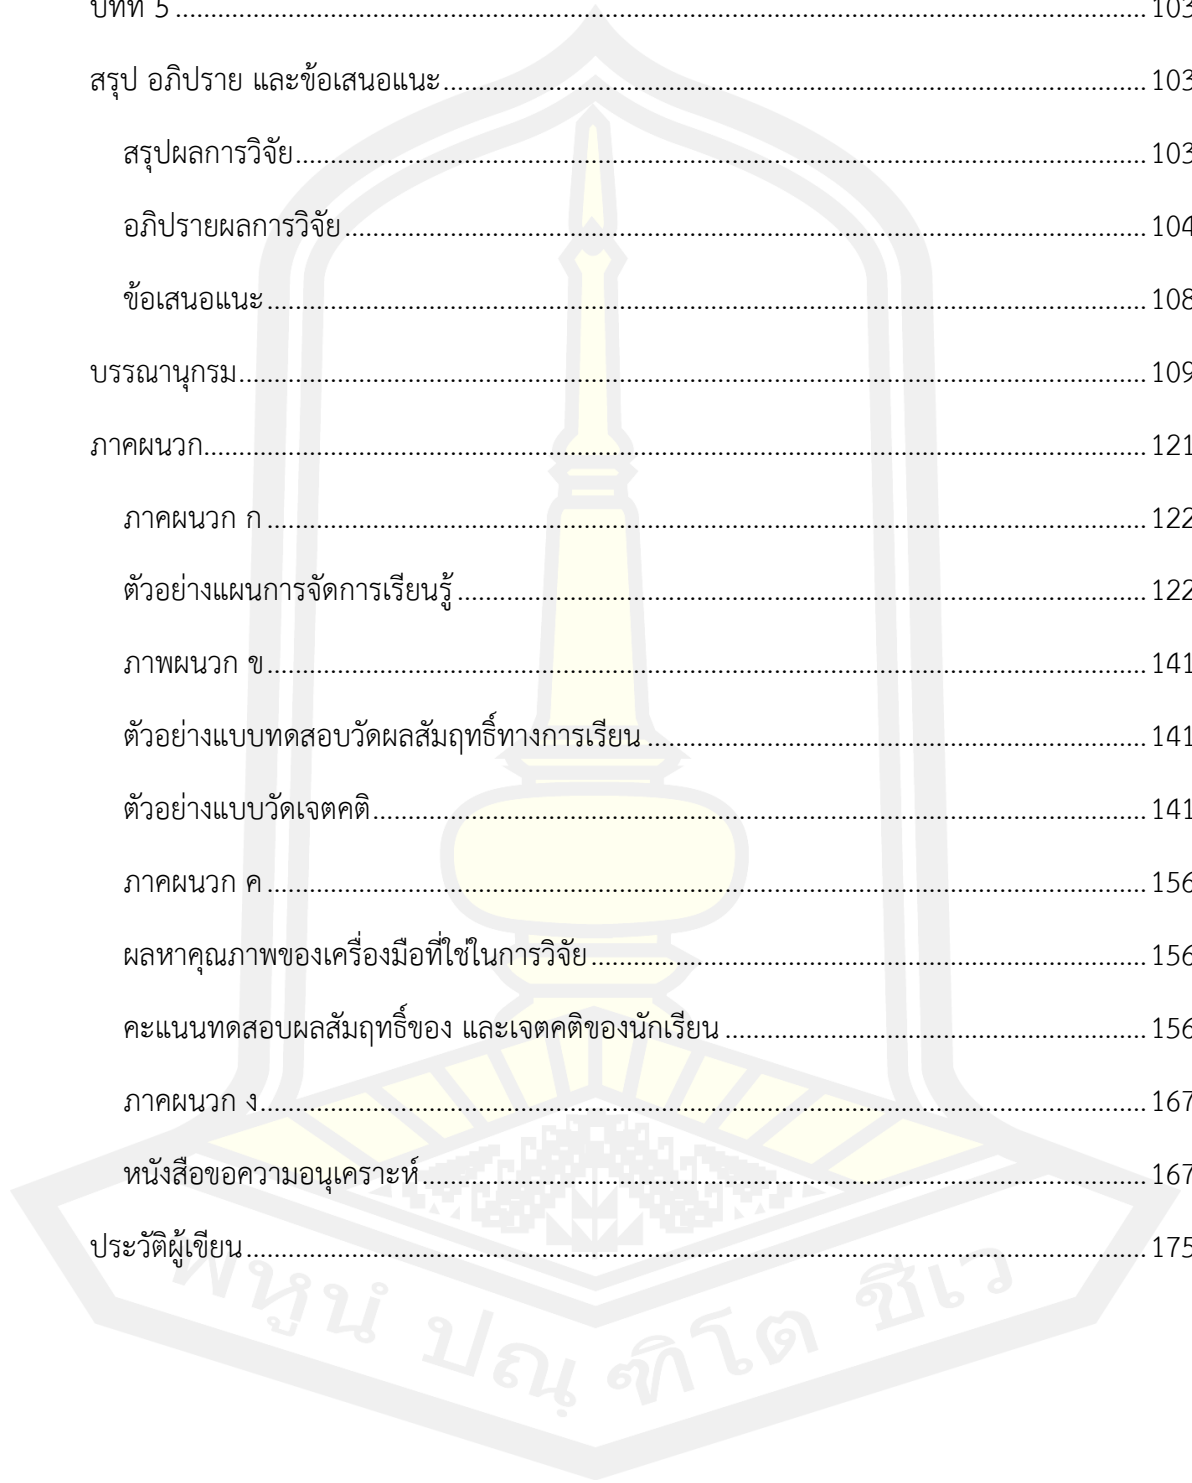 บทที่ 5 ........ 103
สรุป อภิปราย และข้อเสนอแนะ ........ 103
สรุปผลการวิจัย ........ 103
อภิปรายผลการวิจัย ........ 104
ข้อเสนอแนะ ........ 108
บรรณานุกรม ........ 109
ภาคผนวก ........ 121
ภาคผนวก ก ........ 122
ตัวอย่างแผนการจัดการเรียนรู้ ........ 122
ภาพผนวก ข ........ 141
ตัวอย่างแบบทดสอบวัดผลสัมฤทธิ์ทางการเรียน ........ 141
ตัวอย่างแบบวัดเจตคติ ........ 141
ภาคผนวก ค ........ 156
ผลหาคุณภาพของเครื่องมือที่ใช่ในการวิจัย ........ 156
คะแนนทดสอบผลสัมฤทธิ์ของ และเจตคติของนักเรียน ........ 156
ภาคผนวก ง ........ 167
หนังสือขอความอนุเคราะห์ ........ 167
ประวัติผู้เขียน ........ 175
พหูนํ ปณฺฑิโต ชีเว